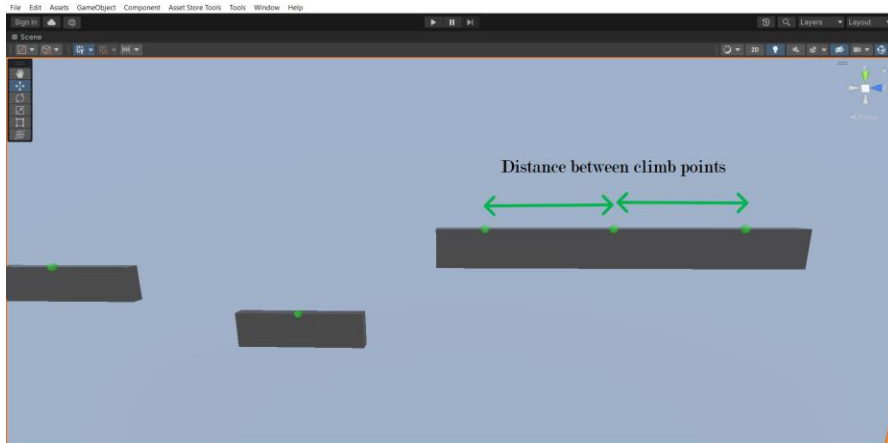 File Edit Assets GameObject Component Asset Store Tools Tools Window Help
Sign in Layers Layout
Scene
2D
Distance between climb points